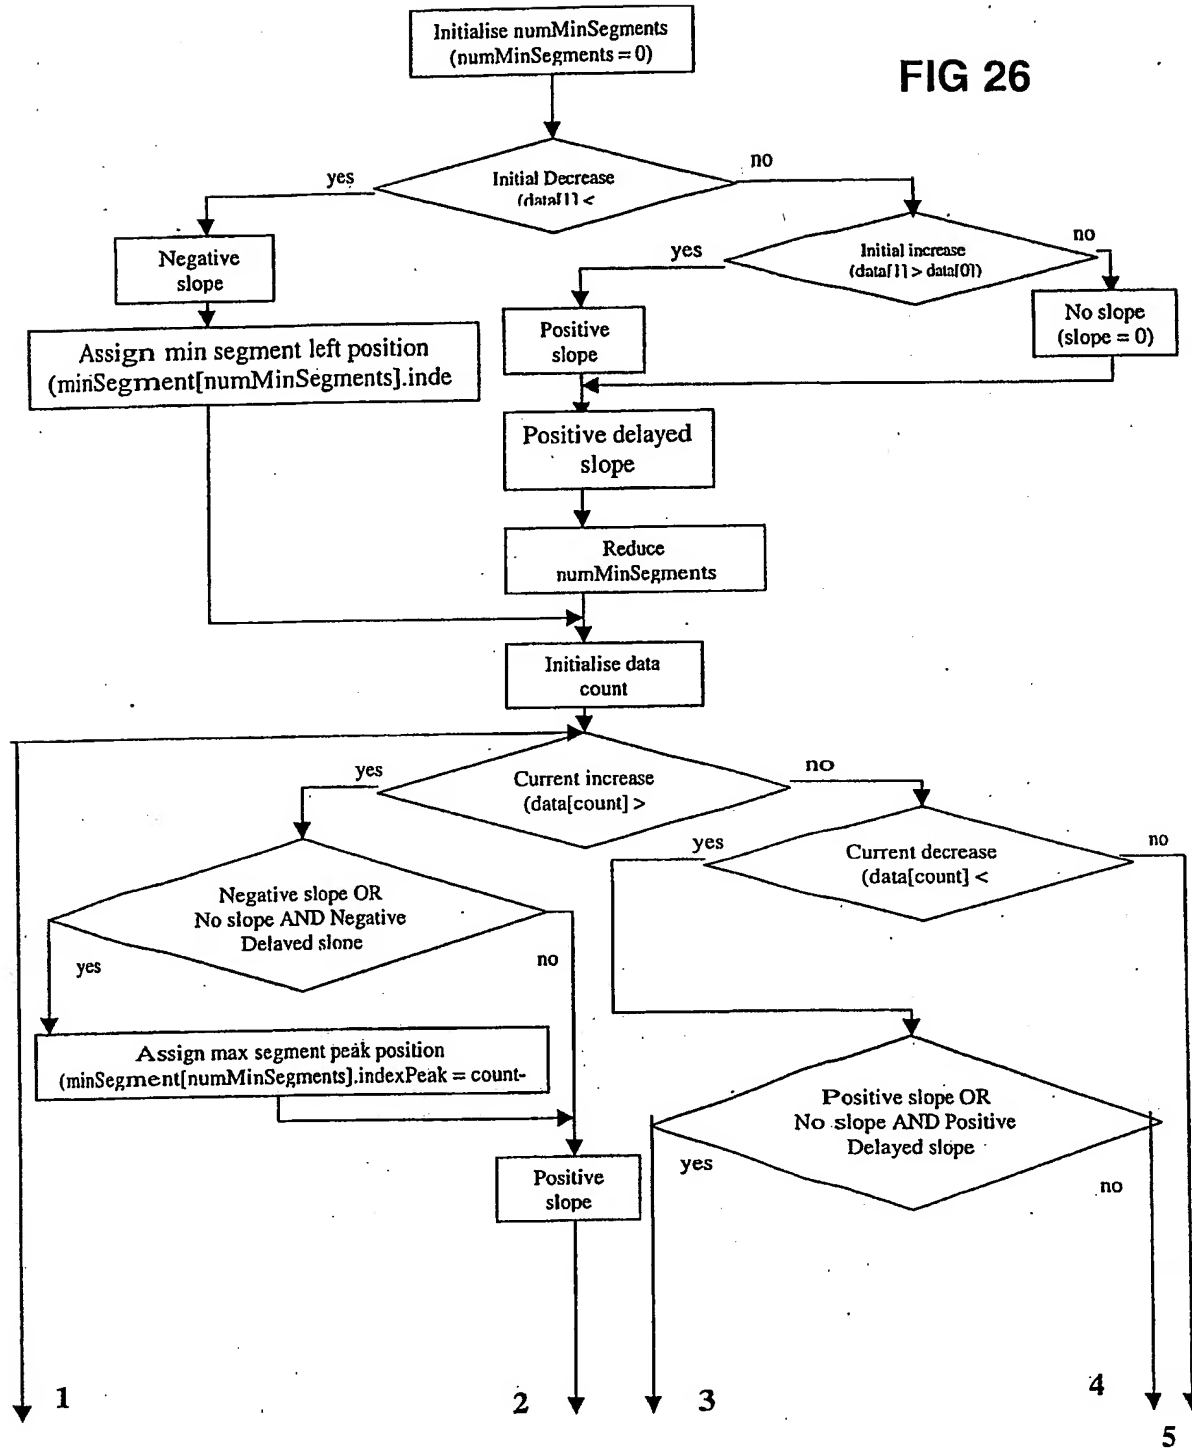 Initialise numMinSegments
(numMinSegments = 0)
FIG 26
yes
Initial Decrease
(data[1] <
no
Negative
slope
yes
Initial increase
(data[1] > data[0])
no
Positive
slope
No slope
(slope = 0)
Assign min segment left position
(minSegment[numMinSegments].inde
Positive delayed
slope
Reduce
numMinSegments
Initialise data
count
yes
Current increase
(data[count] >
no
yes
Current decrease
(data[count] <
no
Negative slope OR
No slope AND Negative
Delayed slope
yes
no
Assign max segment peak position
(minSegment[numMinSegments].indexPeak = count-
Positive slope OR
No slope AND Positive
Delayed slope
yes
no
Positive
slope
1
2
3
4
5